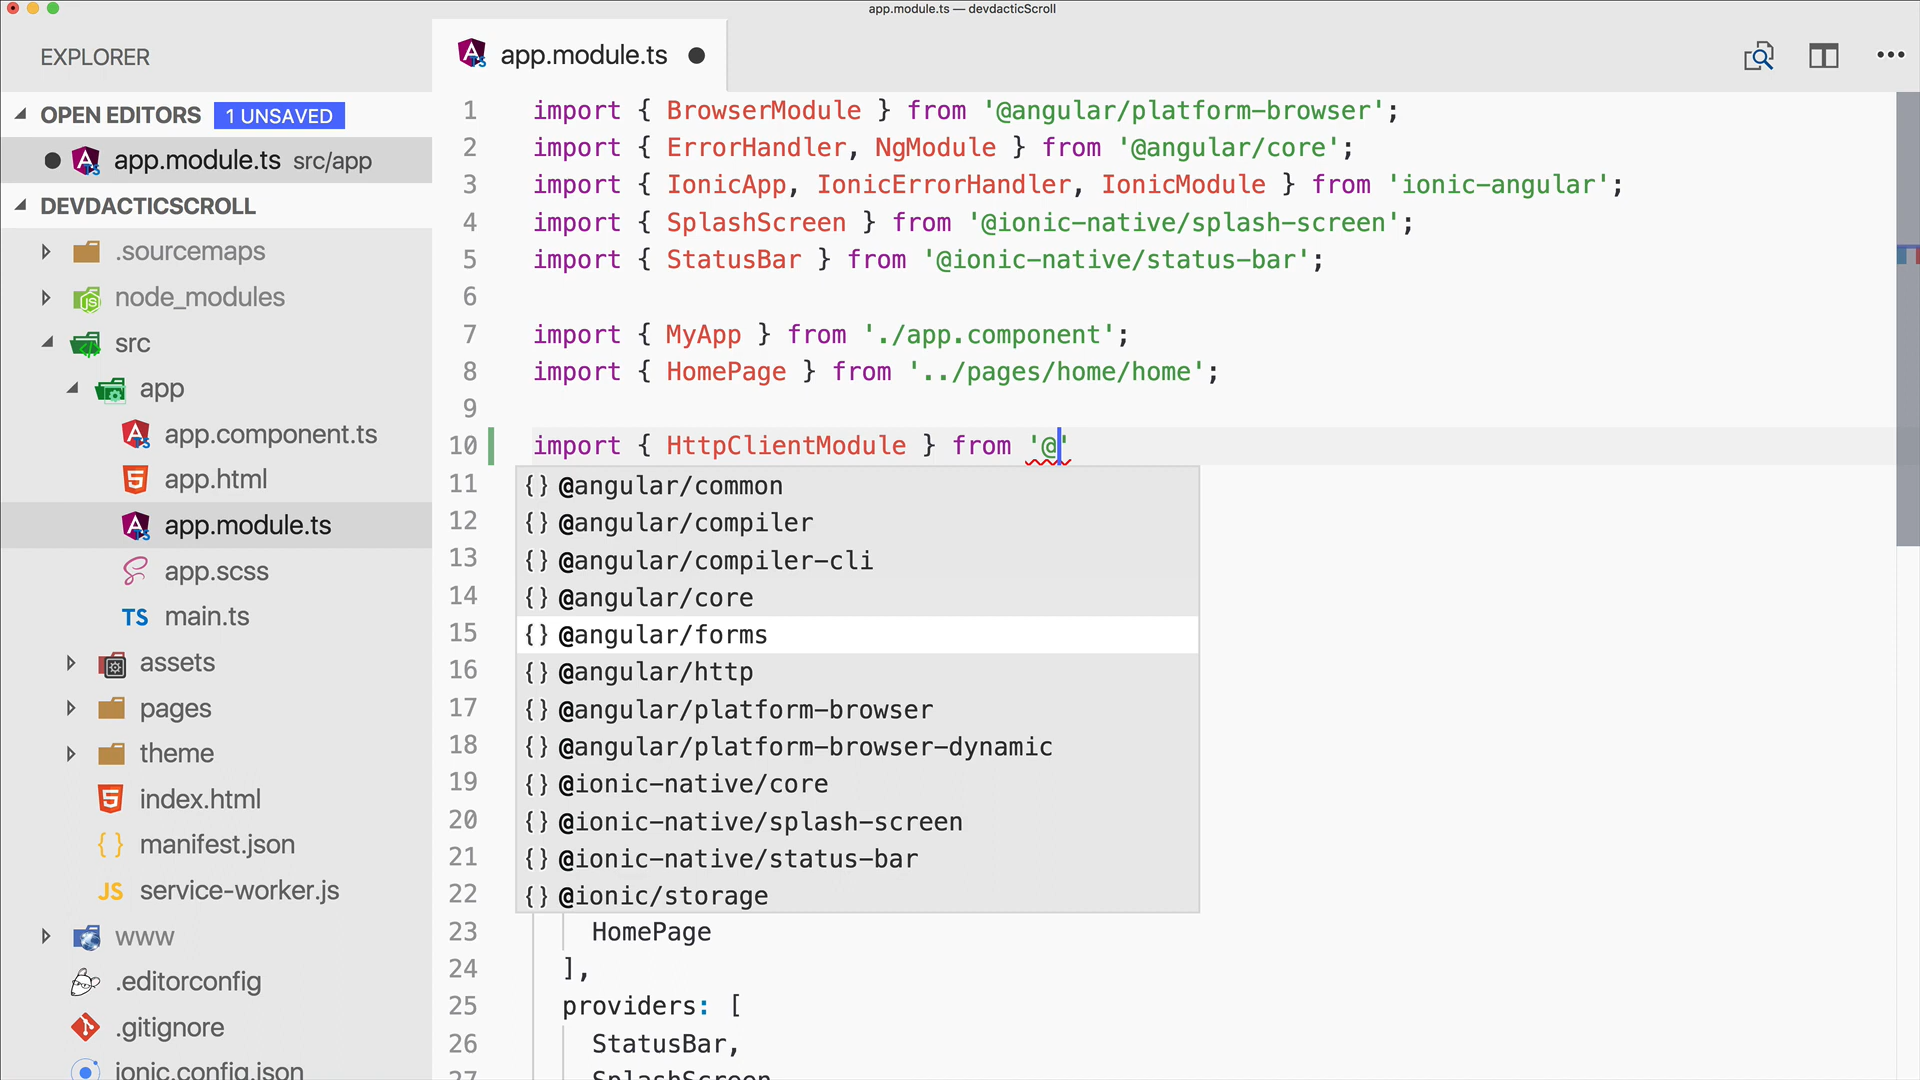 app.module.ts — devdacticScroll
EXPLORER
OPEN EDITORS 1 UNSAVED
app.module.ts src/app
DEVDACTICSCROLL
.sourcemaps
node_modules
src
app
app.component.ts
app.html
app.module.ts
app.scss
TS main.ts
assets
pages
theme
index.html
{ } manifest.json
JS service-worker.js
www
.editorconfig
.gitignore
ionic.config.json
app.module.ts
1 import { BrowserModule } from '@angular/platform-browser';
2 import { ErrorHandler, NgModule } from '@angular/core';
3 import { IonicApp, IonicErrorHandler, IonicModule } from 'ionic-angular';
4 import { SplashScreen } from '@ionic-native/splash-screen';
5 import { StatusBar } from '@ionic-native/status-bar';
6
7 import { MyApp } from './app.component';
8 import { HomePage } from '../pages/home/home';
9
10 import { HttpClientModule } from '@'
11 {} @angular/common
12 {} @angular/compiler
13 {} @angular/compiler-cli
14 {} @angular/core
15 {} @angular/forms
16 {} @angular/http
17 {} @angular/platform-browser
18 {} @angular/platform-browser-dynamic
19 {} @ionic-native/core
20 {} @ionic-native/splash-screen
21 {} @ionic-native/status-bar
22 {} @ionic/storage
23 HomePage
24 ],
25 providers: [
26 StatusBar,
27 SplashScreen